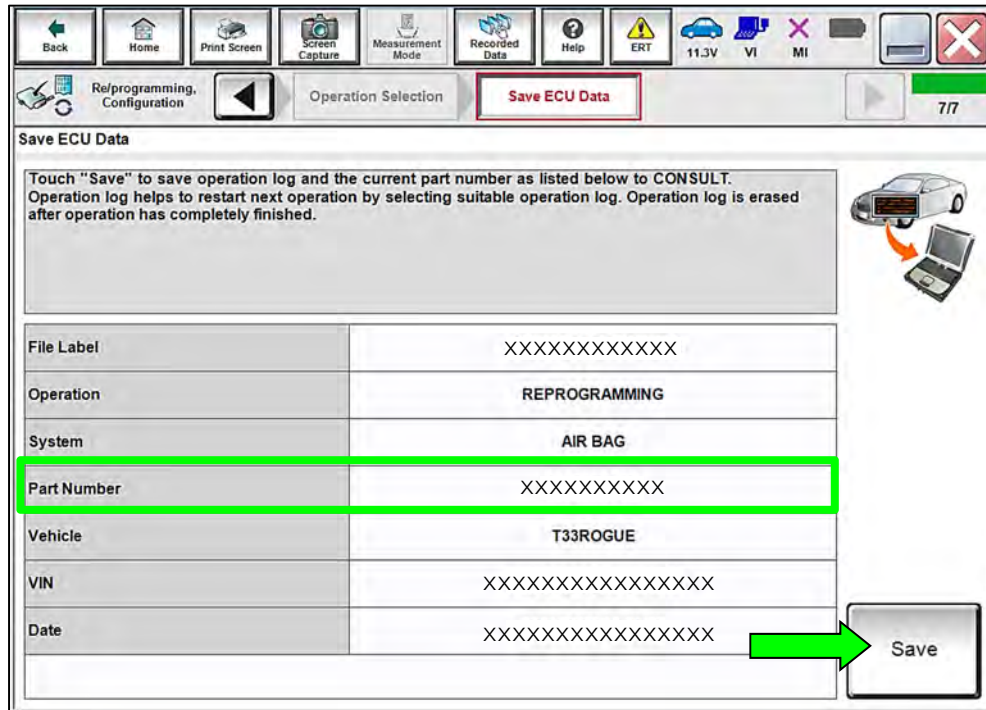 Back
Home
Print Screen
Screen
Capture
Measurement
Mode
Recorded
Data
Help
ERT
11.3V
VI
MI
Re/programming,
Configuration
Operation Selection
Save ECU Data
7/7
Save ECU Data
Touch "Save" to save operation log and the current part number as listed below to CONSULT.
Operation log helps to restart next operation by selecting suitable operation log. Operation log is erased
after operation has completely finished.
File Label XXXXXXXXXXXX
Operation REPROGRAMMING
System AIR BAG
Part Number XXXXXXXXXX
Vehicle T33ROGUE
VIN XXXXXXXXXXXXXXXX
Date XXXXXXXXXXXXXXXX
Save